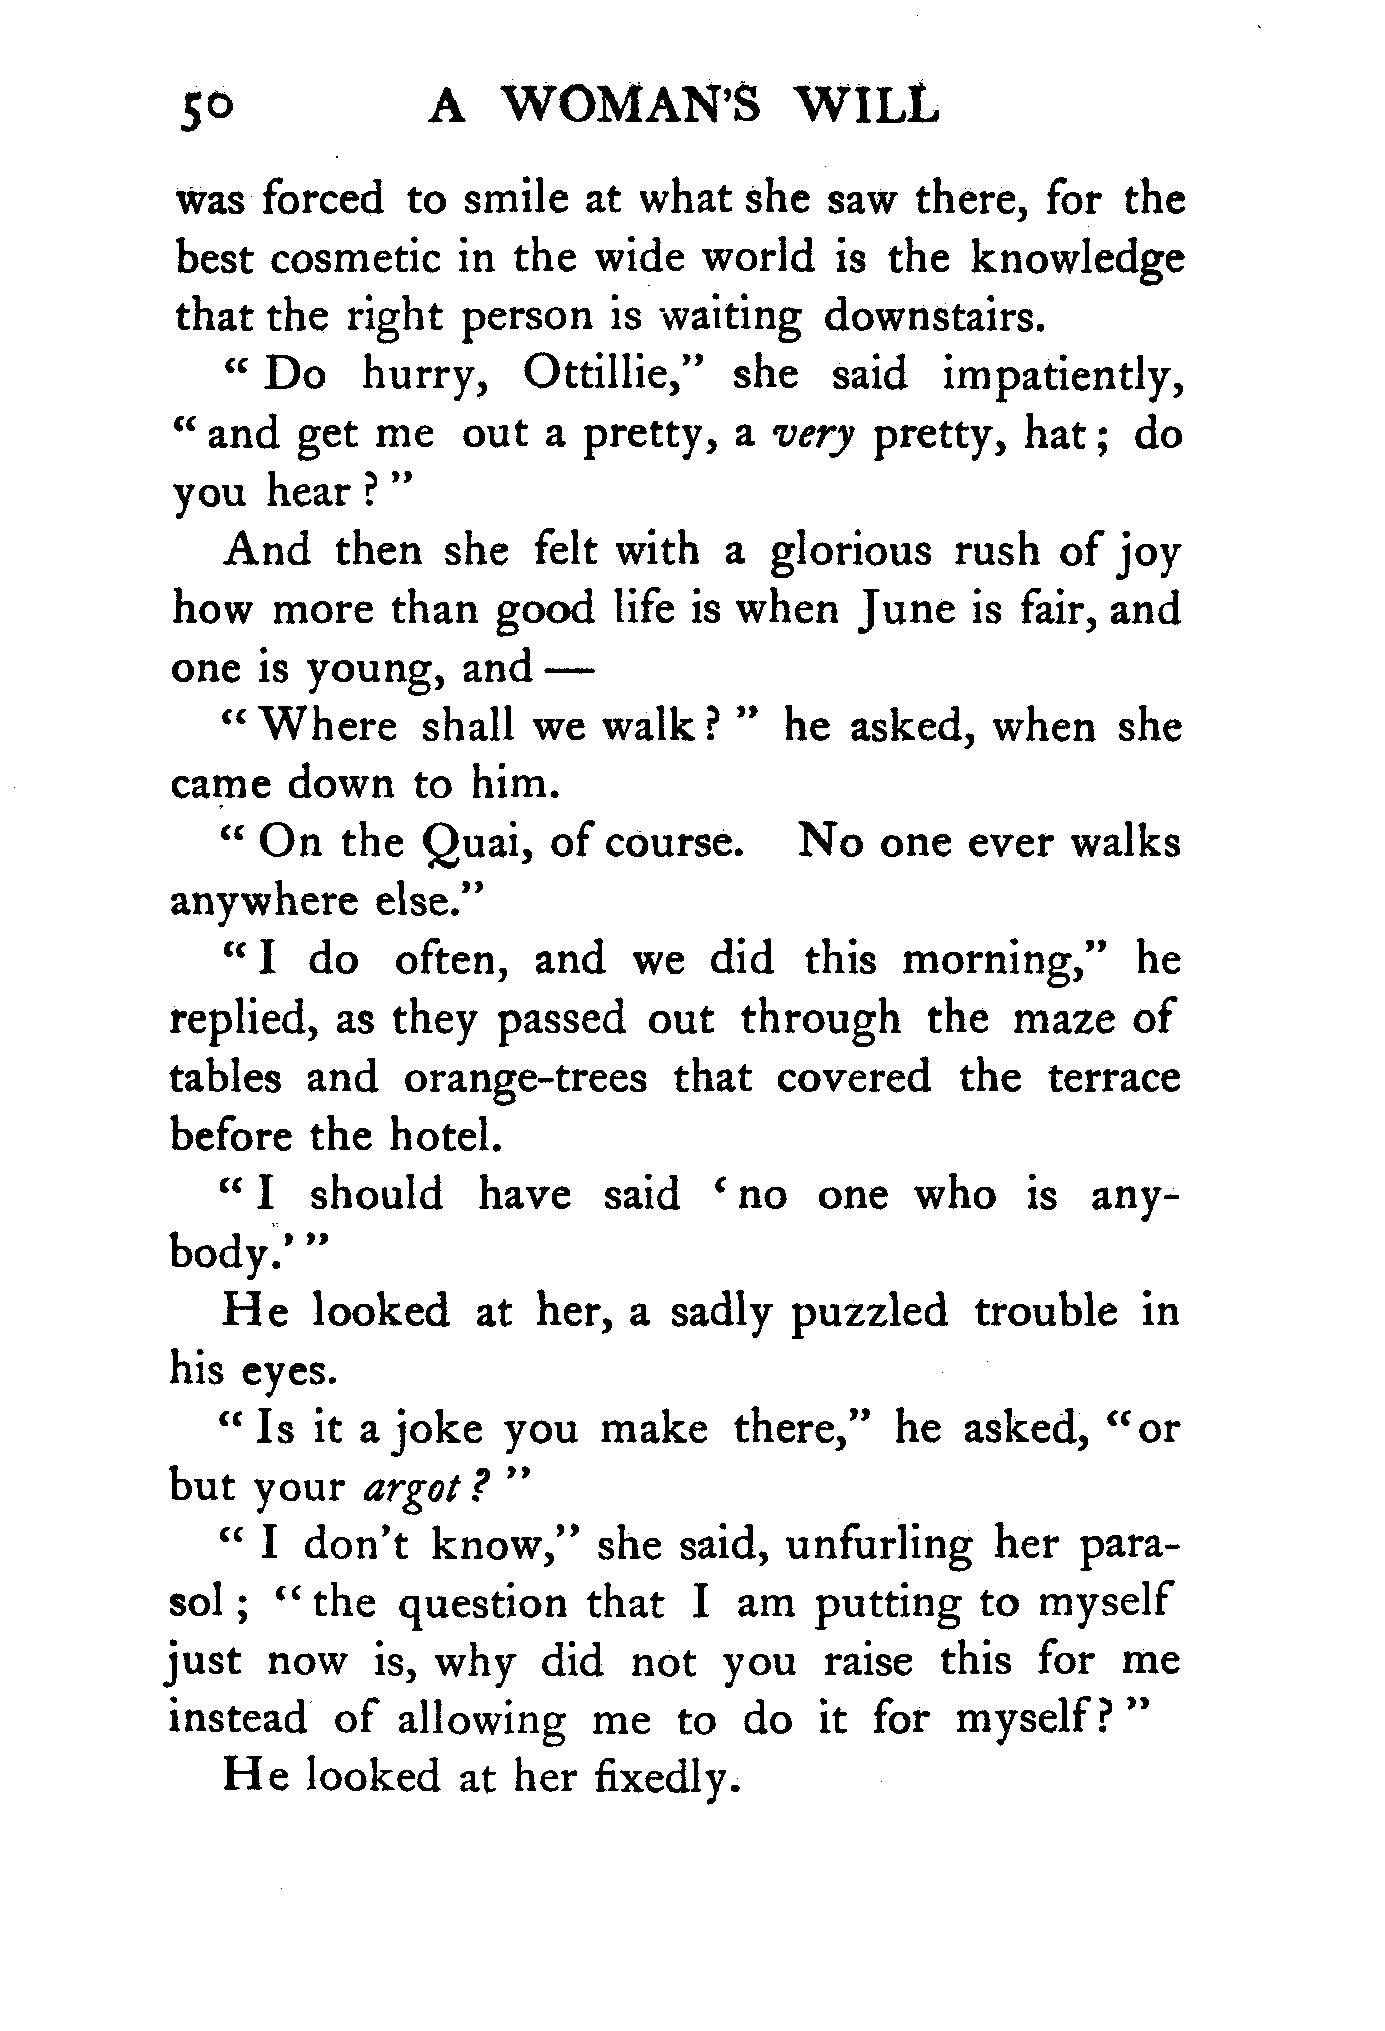 50 A WOMAN'S WILL
was forced to smile at what she saw there, for the
best cosmetic in the wide world is the knowledge
that the right person is waiting downstairs.
“ Do hurry, Ottillie,” she said impatiently,
“ and get me out a pretty, a very pretty, hat ; do
you hear ? ”
And then she felt with a glorious rush of joy
how more than good life is when June is fair, and
one is young, and —
“ Where shall we walk ? ” he asked, when she
came down to him.
“ On the Quai, of course. No one ever walks
anywhere else.”
“ I do often, and we did this morning,” he
replied, as they passed out through the maze of
tables and orange-trees that covered the terrace
before the hotel.
“ I should have said ‘ no one who is any-
body.’ ”
He looked at her, a sadly puzzled trouble in
his eyes.
“ Is it a joke you make there,” he asked, “or
but your argot ? ”
“ I don't know,” she said, unfurling her para-
sol ; “ the question that I am putting to myself
just now is, why did not you raise this for me
instead of allowing me to do it for myself ? ”
He looked at her fixedly.